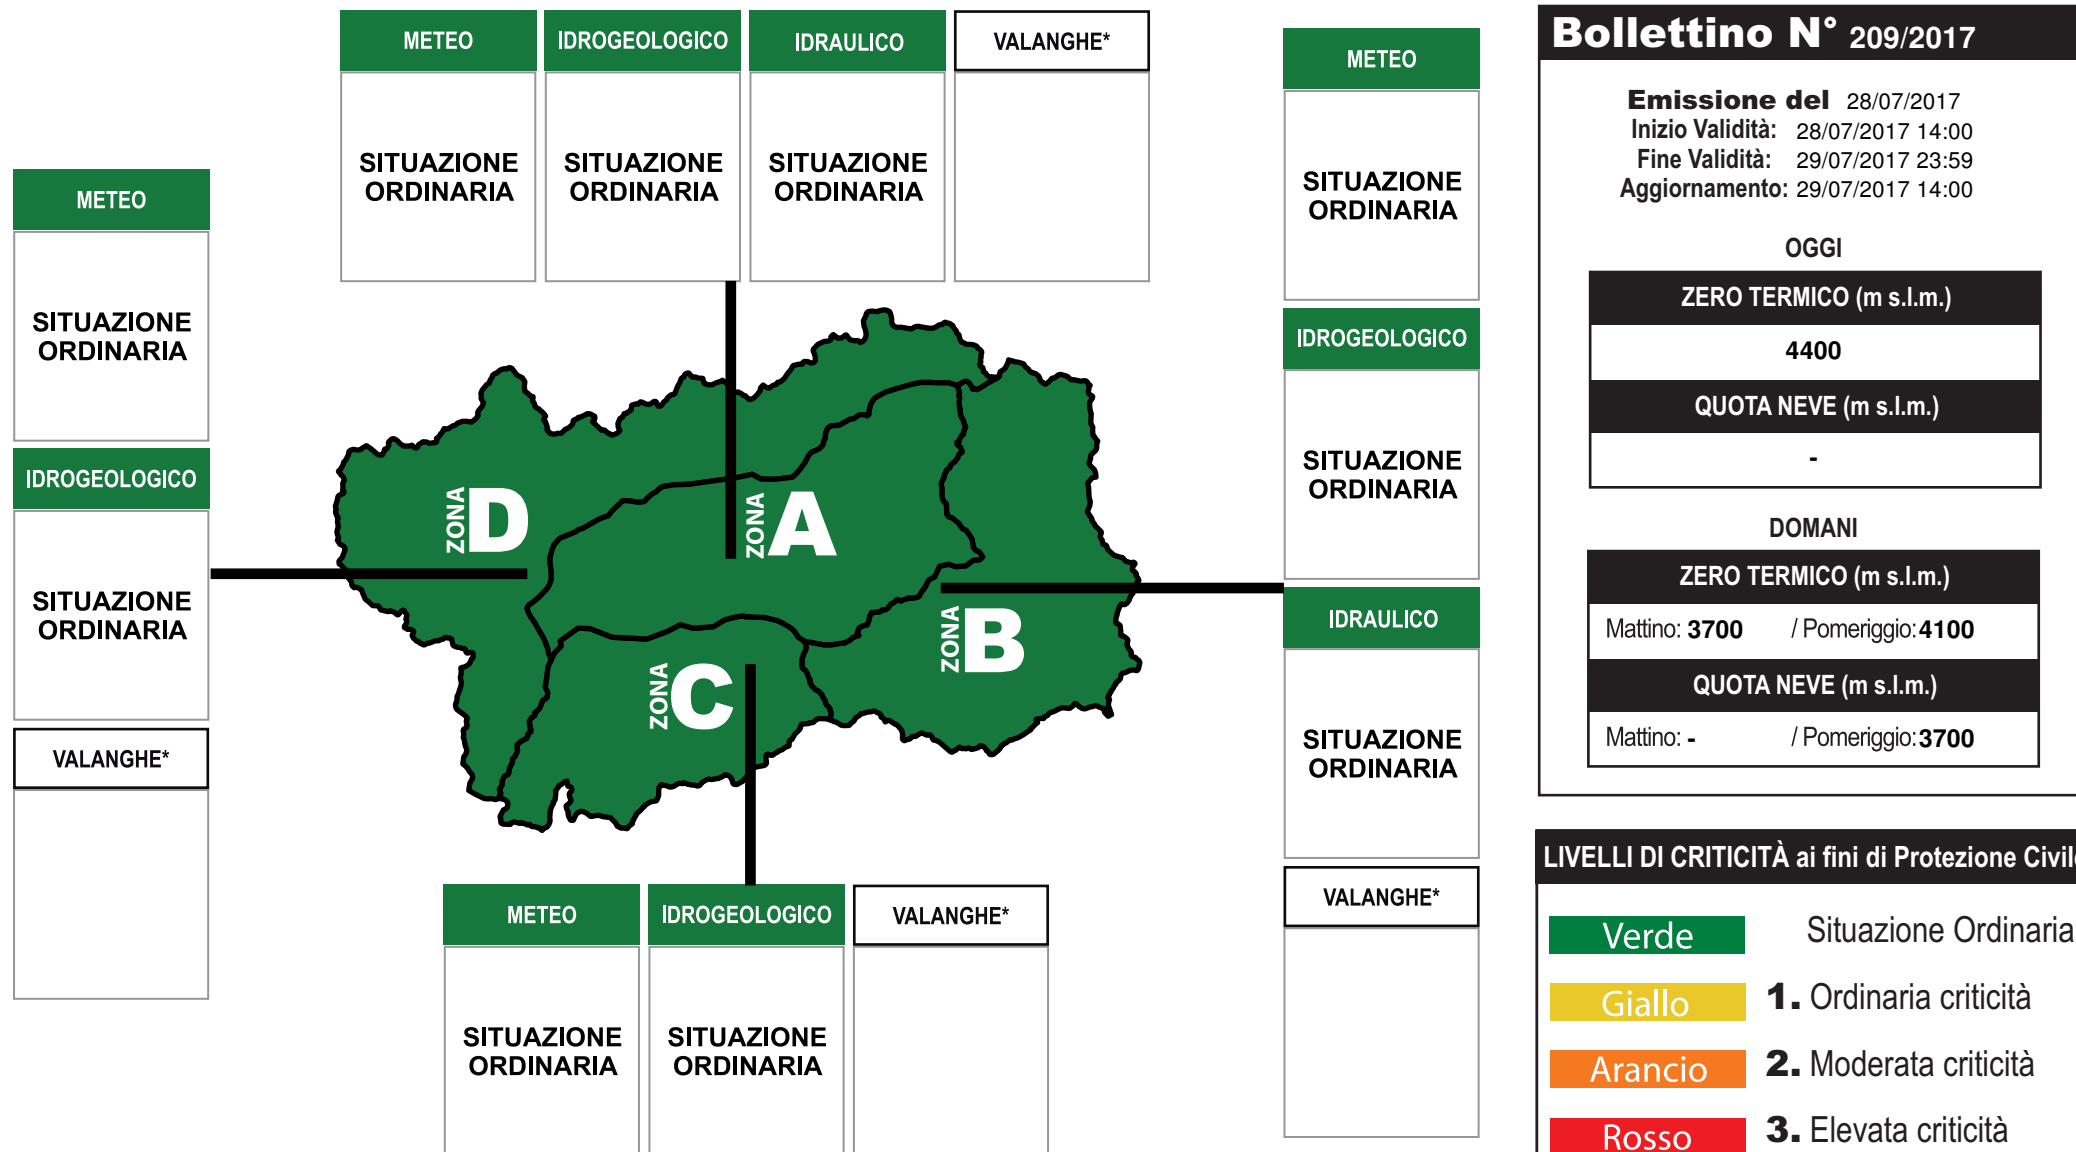 METEO
IDROGEOLOGICO
IDRAULICO
VALANGHE*
SITUAZIONE
ORDINARIA
SITUAZIONE
ORDINARIA
SITUAZIONE
ORDINARIA
METEO
SITUAZIONE
ORDINARIA
IDROGEOLOGICO
SITUAZIONE
ORDINARIA
VALANGHE*
ZONA D
ZONA A
ZONA B
ZONA C
METEO
SITUAZIONE
ORDINARIA
IDROGEOLOGICO
SITUAZIONE
ORDINARIA
IDRAULICO
SITUAZIONE
ORDINARIA
VALANGHE*
METEO
IDROGEOLOGICO
VALANGHE*
SITUAZIONE
ORDINARIA
SITUAZIONE
ORDINARIA
Bollettino N° 209/2017
Emissione del 28/07/2017
Inizio Validità: 28/07/2017 14:00
Fine Validità: 29/07/2017 23:59
Aggiornamento: 29/07/2017 14:00
OGGI
ZERO TERMICO (m s.l.m.)
4400
QUOTA NEVE (m s.l.m.)
-
DOMANI
ZERO TERMICO (m s.l.m.)
Mattino: 3700 / Pomeriggio: 4100
QUOTA NEVE (m s.l.m.)
Mattino: - / Pomeriggio: 3700
LIVELLI DI CRITICITÀ ai fini di Protezione Civil
Verde Situazione Ordinaria
Giallo 1. Ordinaria criticità
Arancio 2. Moderata criticità
Rosso 3. Elevata criticità